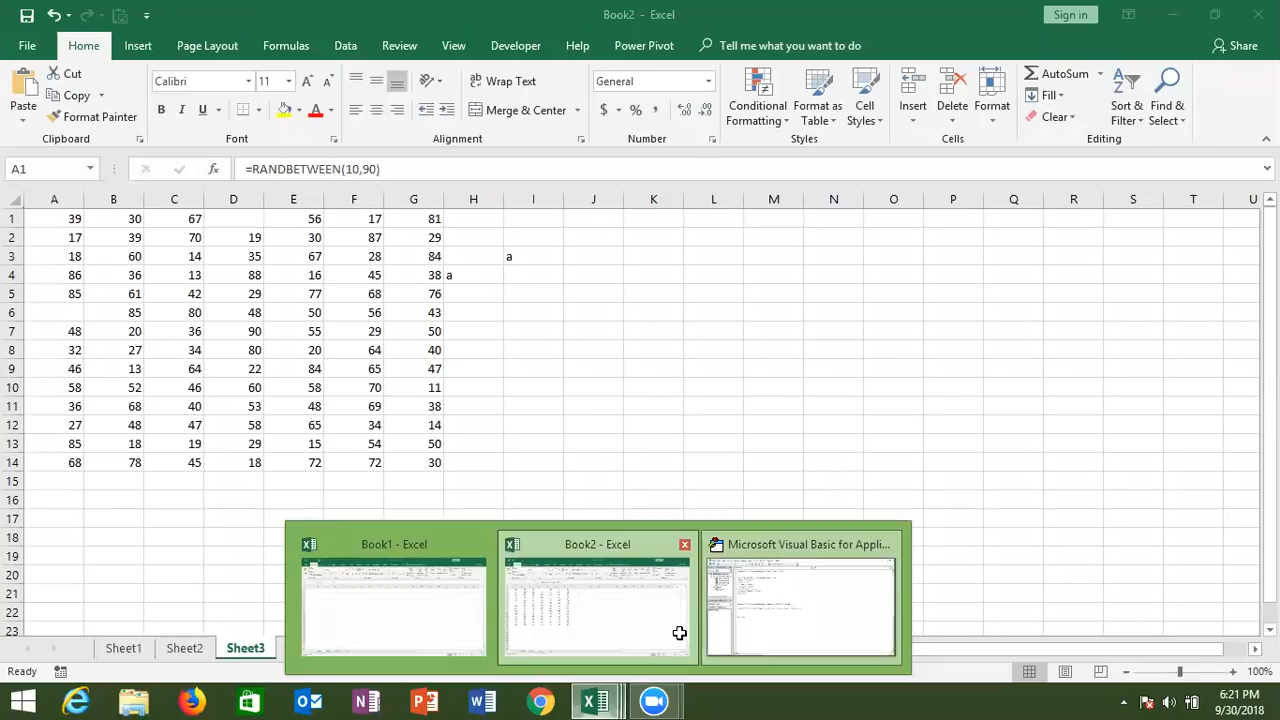 Book2 - Excel
Sign in
File Home Insert Page Layout Formulas Data Review View Developer Help Power Pivot Tell me what you want to do Share
Paste Cut Copy Format Painter
Clipboard
Calibri 11
B I U A
Font
Wrap Text
Merge & Center
Alignment
General
$ % ,
Number
Conditional Formatting
Format as Table
Cell Styles
Styles
Insert Delete Format
Cells
AutoSum
Fill
Clear
Sort & Filter
Find & Select
Editing
A1 fx =RANDBETWEEN(10,90)
A B C D E F G H I J K L M N O P Q R S T U
1 39 30 67 56 17 81
2 17 39 70 19 30 87 29
3 18 60 14 35 67 28 84 a
4 86 36 13 88 16 45 38 a
5 85 61 42 29 77 68 76
6 85 80 48 50 56 43
7 48 20 36 90 55 29 50
8 32 27 34 80 20 64 40
9 46 13 64 22 84 65 47
10 58 52 46 60 58 70 11
11 36 68 40 53 48 69 38
12 27 48 47 58 65 34 14
13 85 18 19 29 15 54 50
14 68 78 45 18 72 72 30
15
16
17
18
19
20
21
22
23
Book1 - Excel
Book2 - Excel
Microsoft Visual Basic for Appli...
Sheet1 Sheet2 Sheet3
Ready
100%
6:21 PM
9/30/2018